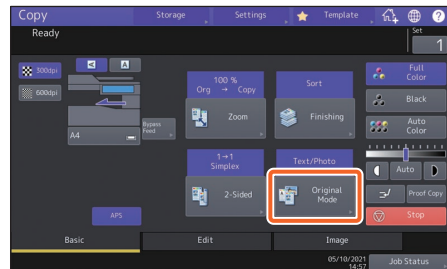 Copy
Storage
Settings
Template
?
Ready
Set
1
300dpi
600dpi
A
A
A4
Bypass
Feed
APS
100 %
Org → Copy
Zoom
Sort
Finishing
1→1
Simplex
2-Sided
Text/Photo
Original
Mode
Full
Color
Black
Auto
Color
Auto
Proof Copy
Stop
Basic
Edit
Image
05/10/2021
14:57
Job Status